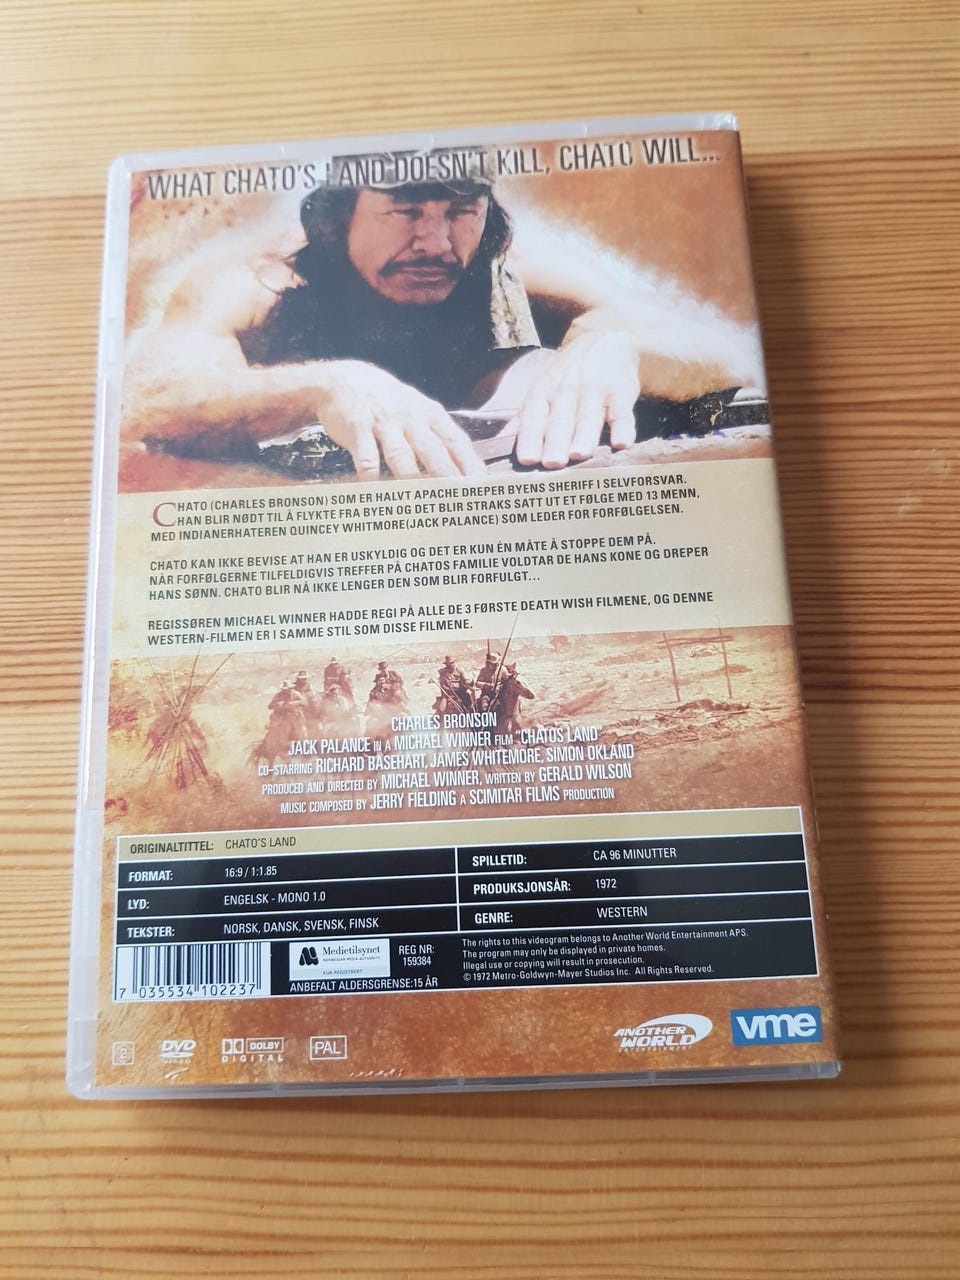 WHAT CHATO'S LAND DOESN'T KILL, CHATO WILL...
CHATO (CHARLES BRONSON) SOM ER HALVT APACHE DREPER BYENS SHERIFF I SELVFORSVAR.
HAN BLIR NØDT TIL Å FLYKTE FRA BYEN OG DET BLIR STRAKS SATT UT ET FØLGE MED 13 MENN,
MED INDIANERHATEREN QUINCEY WHITMORE(JACK PALANCE) SOM LEDER FOR FORFØLGELSEN.
CHATO KAN IKKE BEVISE AT HAN ER USKYLDIG OG DET ER KUN ÉN MÅTE Å STOPPE DEM PÅ.
NÅR FORFØLGERNE TILFELDIGVIS TREFFER PÅ CHATOS FAMILIE VOLDTAR DE HANS KONE OG DREPER
HANS SØNN. CHATO BLIR NÅ IKKE LENGER DEN SOM BLIR FORFULGT...
REGISSØREN MICHAEL WINNER HADDE REGI PÅ ALLE DE 3 FØRSTE DEATH WISH FILMENE, OG DENNE
WESTERN-FILMEN ER I SAMME STIL SOM DISSE FILMENE.
CHARLES BRONSØN
JACK PALANCE IN A MICHAEL WINNER FILM "CHATOS LAND"
CO-STARRING RICHARD BASEHART, JAMES WHITEMORE, SIMON OKLAND
PRODUCED AND DIRECTED BY MICHAEL WINNER, WRITTEN BY GERALD WILSON
MUSIC COMPOSED BY JERRY FIELDING A SCIMITAR FILMS PRODUCTION
ORIGINALTITTEL: CHATO'S LAND
FORMAT: 16:9 / 1:1.85
LYD: ENGELSK - MONO 1.0
TEKSTER: NORSK, DANSK, SVENSK, FINSK
SPILLETID: CA 96 MINUTTER
PRODUKSJONSÅR: 1972
GENRE: WESTERN
7 035534 102237
Medietilsynet
NORWEGIAN MEDIA AUTHORITY
KUN REGISTRERT
REG NR:
159384
ANBEFALT ALDERSGRENSE:15 ÅR
The rights to this videogram belongs to Another World Entertainment APS.
The program may only be displayed in private homes.
Illegal use or copying will result in prosecution.
© 1972 Metro-Goldwyn-Mayer Studios Inc. All Rights Reserved.
2
DVD
VIDEO
DOLBY
DIGITAL
PAL
ANOTHER
WORLD
ENTERTAINMENT
vme